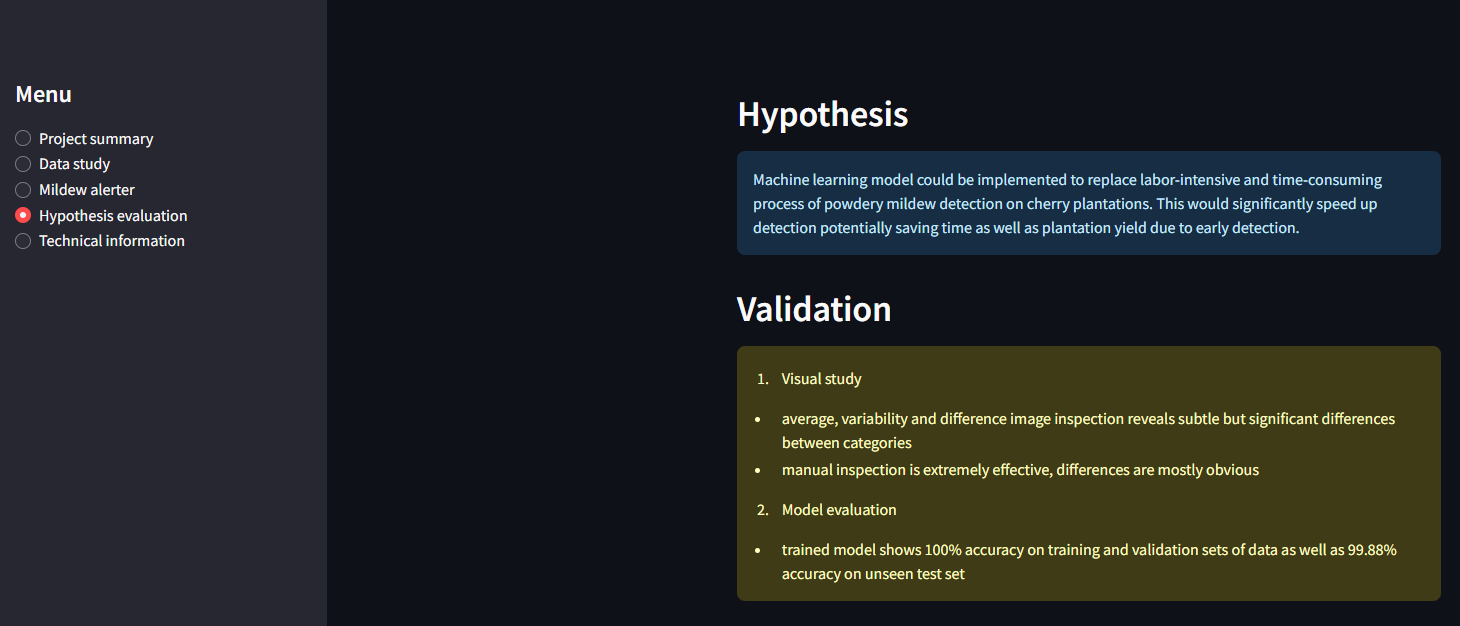 Menu
Project summary
Data study
Mildew alerter
Hypothesis evaluation
Technical information
Hypothesis
Machine learning model could be implemented to replace labor-intensive and time-consuming
process of powdery mildew detection on cherry plantations. This would significantly speed up
detection potentially saving time as well as plantation yield due to early detection.
Validation
1. Visual study
• average, variability and difference image inspection reveals subtle but significant differences
between categories
• manual inspection is extremely effective, differences are mostly obvious
2. Model evaluation
• trained model shows 100% accuracy on training and validation sets of data as well as 99.88%
accuracy on unseen test set